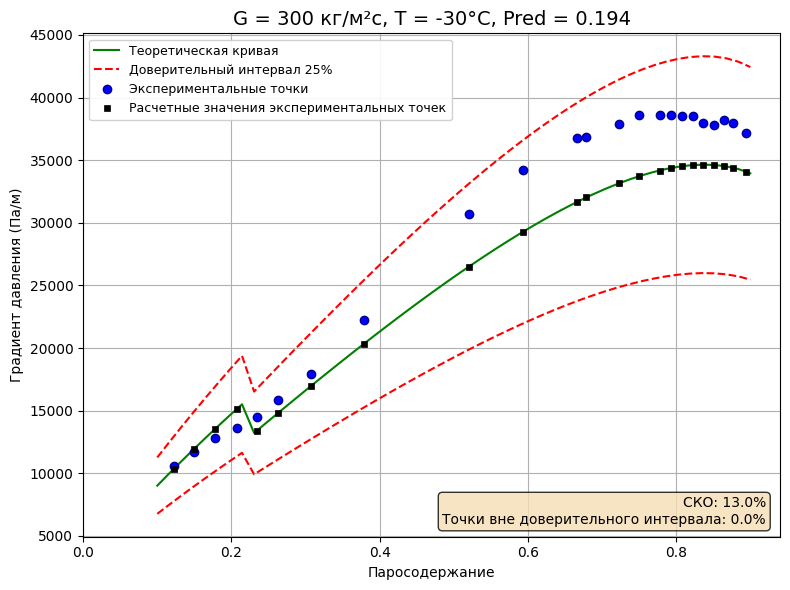 G = 300 кг/м²с, T = -30°C, Pred = 0.194
Теоретическая кривая
Доверительный интервал 25%
Экспериментальные точки
Расчетные значения экспериментальных точек
Градиент давления (Па/м)
45000
40000
35000
30000
25000
20000
15000
10000
5000
СКО: 13.0%
Точки вне доверительного интервала: 0.0%
0.0 0.2 0.4 0.6 0.8
Паросодержание